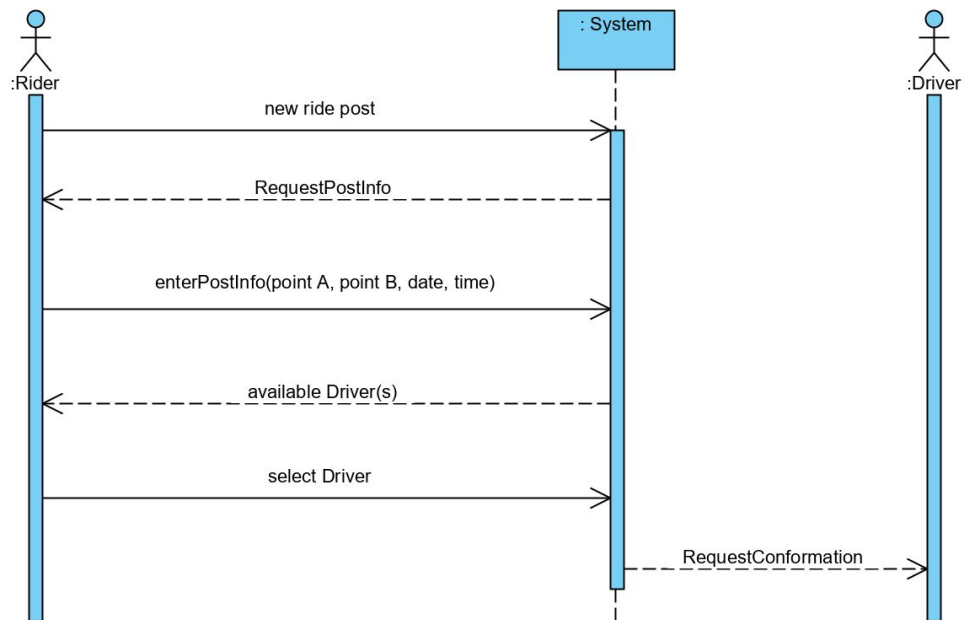 : System
:Rider
:Driver
new ride post
RequestPostInfo
enterPostInfo(point A, point B, date, time)
available Driver(s)
select Driver
RequestConformation